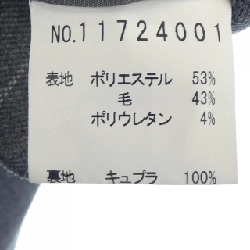 NO.11724001
表地 ポリエステル 53%
毛 43%
ポリウレタン 4%
裏地 キュプラ 100%